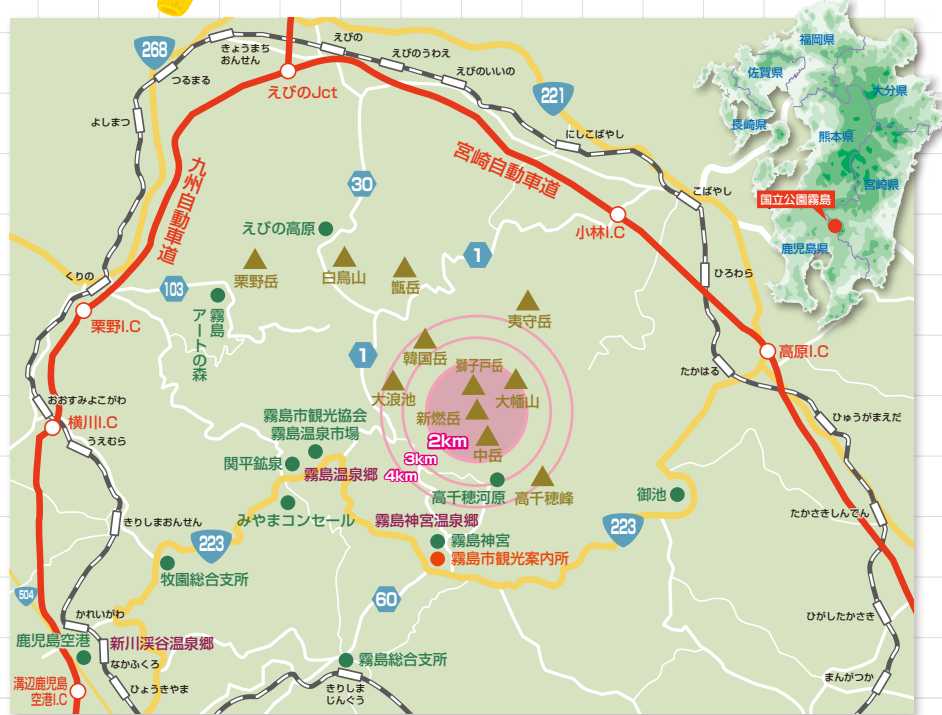 268
きょうまち
おんせん
えびの
えびのうわえ
えびのいいの
つるまる
えびのJct
221
よしまつ
にしこばやし
九州自動車道
宮崎自動車道
30
こばやし
えびの高原
小林I.C
1
栗野岳
白鳥山
甑岳
ひろわら
くりの
103
霧島
アートの森
夷守岳
栗野I.C
韓国岳
1
獅子戸岳
高原I.C
たかはる
大浪池
大幡山
おおすみよこがわ
横川I.C
新燃岳
霧島市観光協会
霧島温泉市場
ひゅうがまえだ
うえむら
2km
中岳
関平鉱泉
3km
霧島温泉郷
4km
高千穂河原
高千穂峰
御池
みやまコンセール
霧島神宮温泉郷
たかさきしんでん
きりしまおんせん
223
223
霧島神宮
霧島市観光案内所
牧園総合支所
504
60
かれいがわ
ひがしたかさき
鹿児島空港
新川渓谷温泉郷
なかふくろ
霧島総合支所
まんがつか
溝辺鹿児島
空港I.C
ひょうきやま
きりしま
じんぐう
福岡県
佐賀県
大分県
長崎県
熊本県
宮崎県
国立公園霧島
鹿児島県